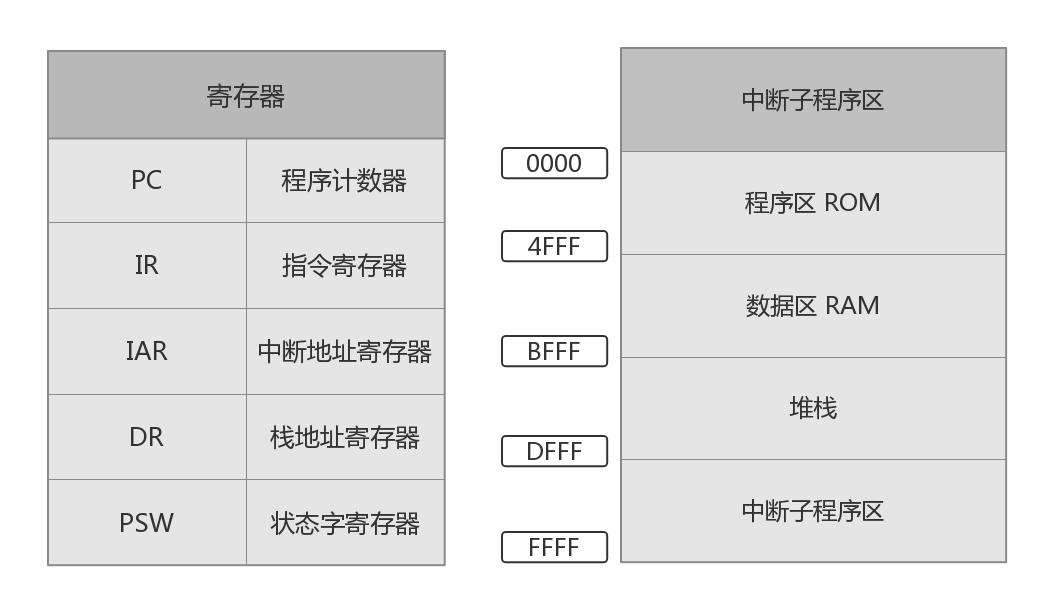 寄存器
PC 程序计数器
IR 指令寄存器
IAR 中断地址寄存器
DR 栈地址寄存器
PSW 状态字寄存器
0000
4FFF
BFFF
DFFF
FFFF
中断子程序区
程序区 ROM
数据区 RAM
堆栈
中断子程序区